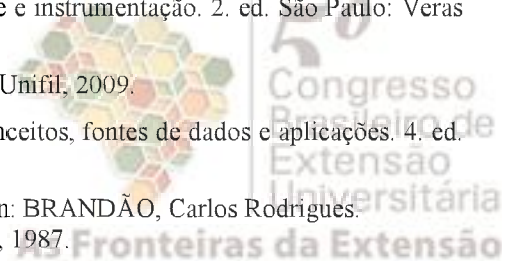 e e instrumentação. 2. ed. São Paulo: Veras
5º
Unifil, 2009.
Congresso
nceitos, fontes de dados e aplicações. 4. ed.
Brasileiro de
Extensão
n: BRANDÃO, Carlos Rodrigues.
Universitária
, 1987.
As Fronteiras da Extensão